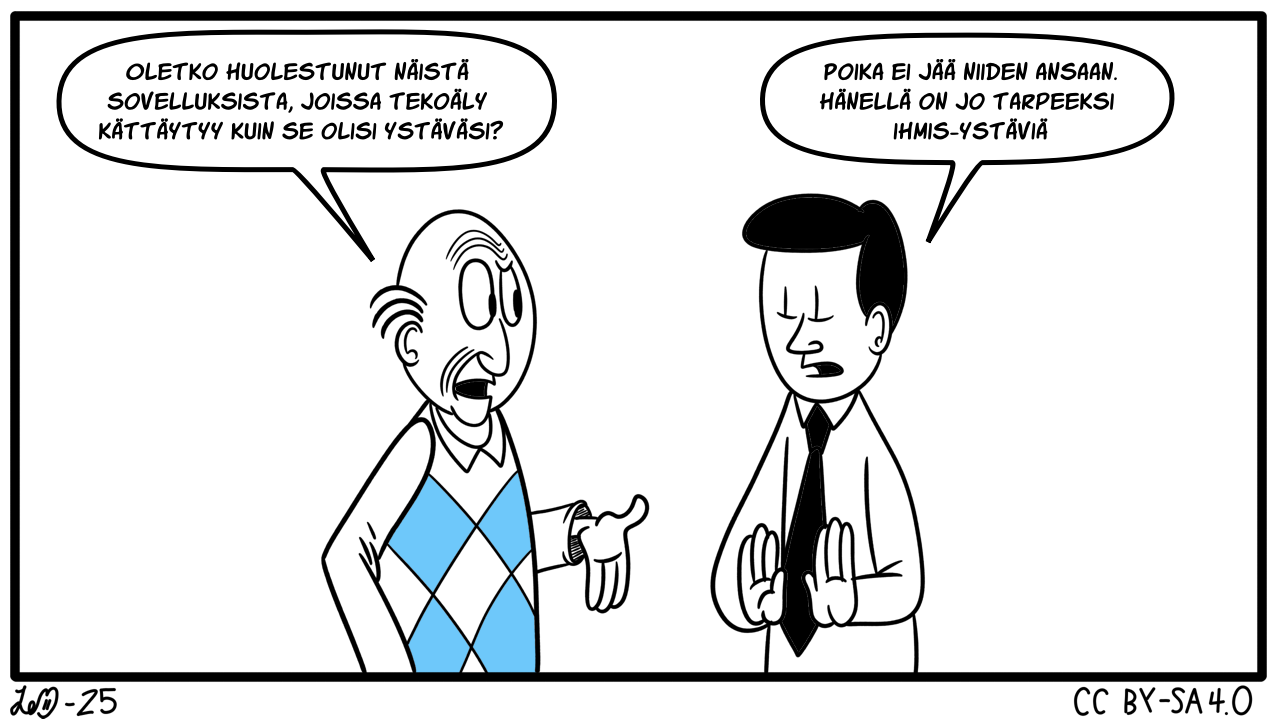 OLETKO HUOLESTUNUT NÄISTÄ
SOVELLUKSISTA, JOISSA TEKOÄLY
KÄTTÄYTYY KUIN SE OLISI YSTÄVÄSI?
POIKA EI JÄÄ NIIDEN ANSAAN.
HÄNELLÄ ON JO TARPEEKSI
IHMIS-YSTÄVIÄ
-25
CC BY-SA 4.0